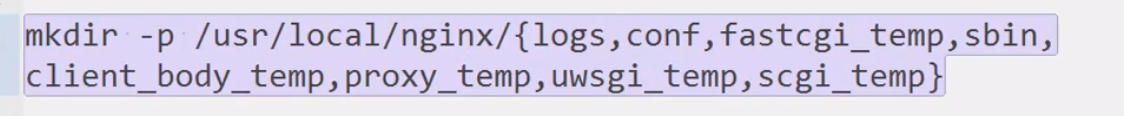 mkdir -p /usr/local/nginx/{logs,conf,fastcgi_temp,sbin,
client_body_temp,proxy_temp,uwsgi_temp,scgi_temp}